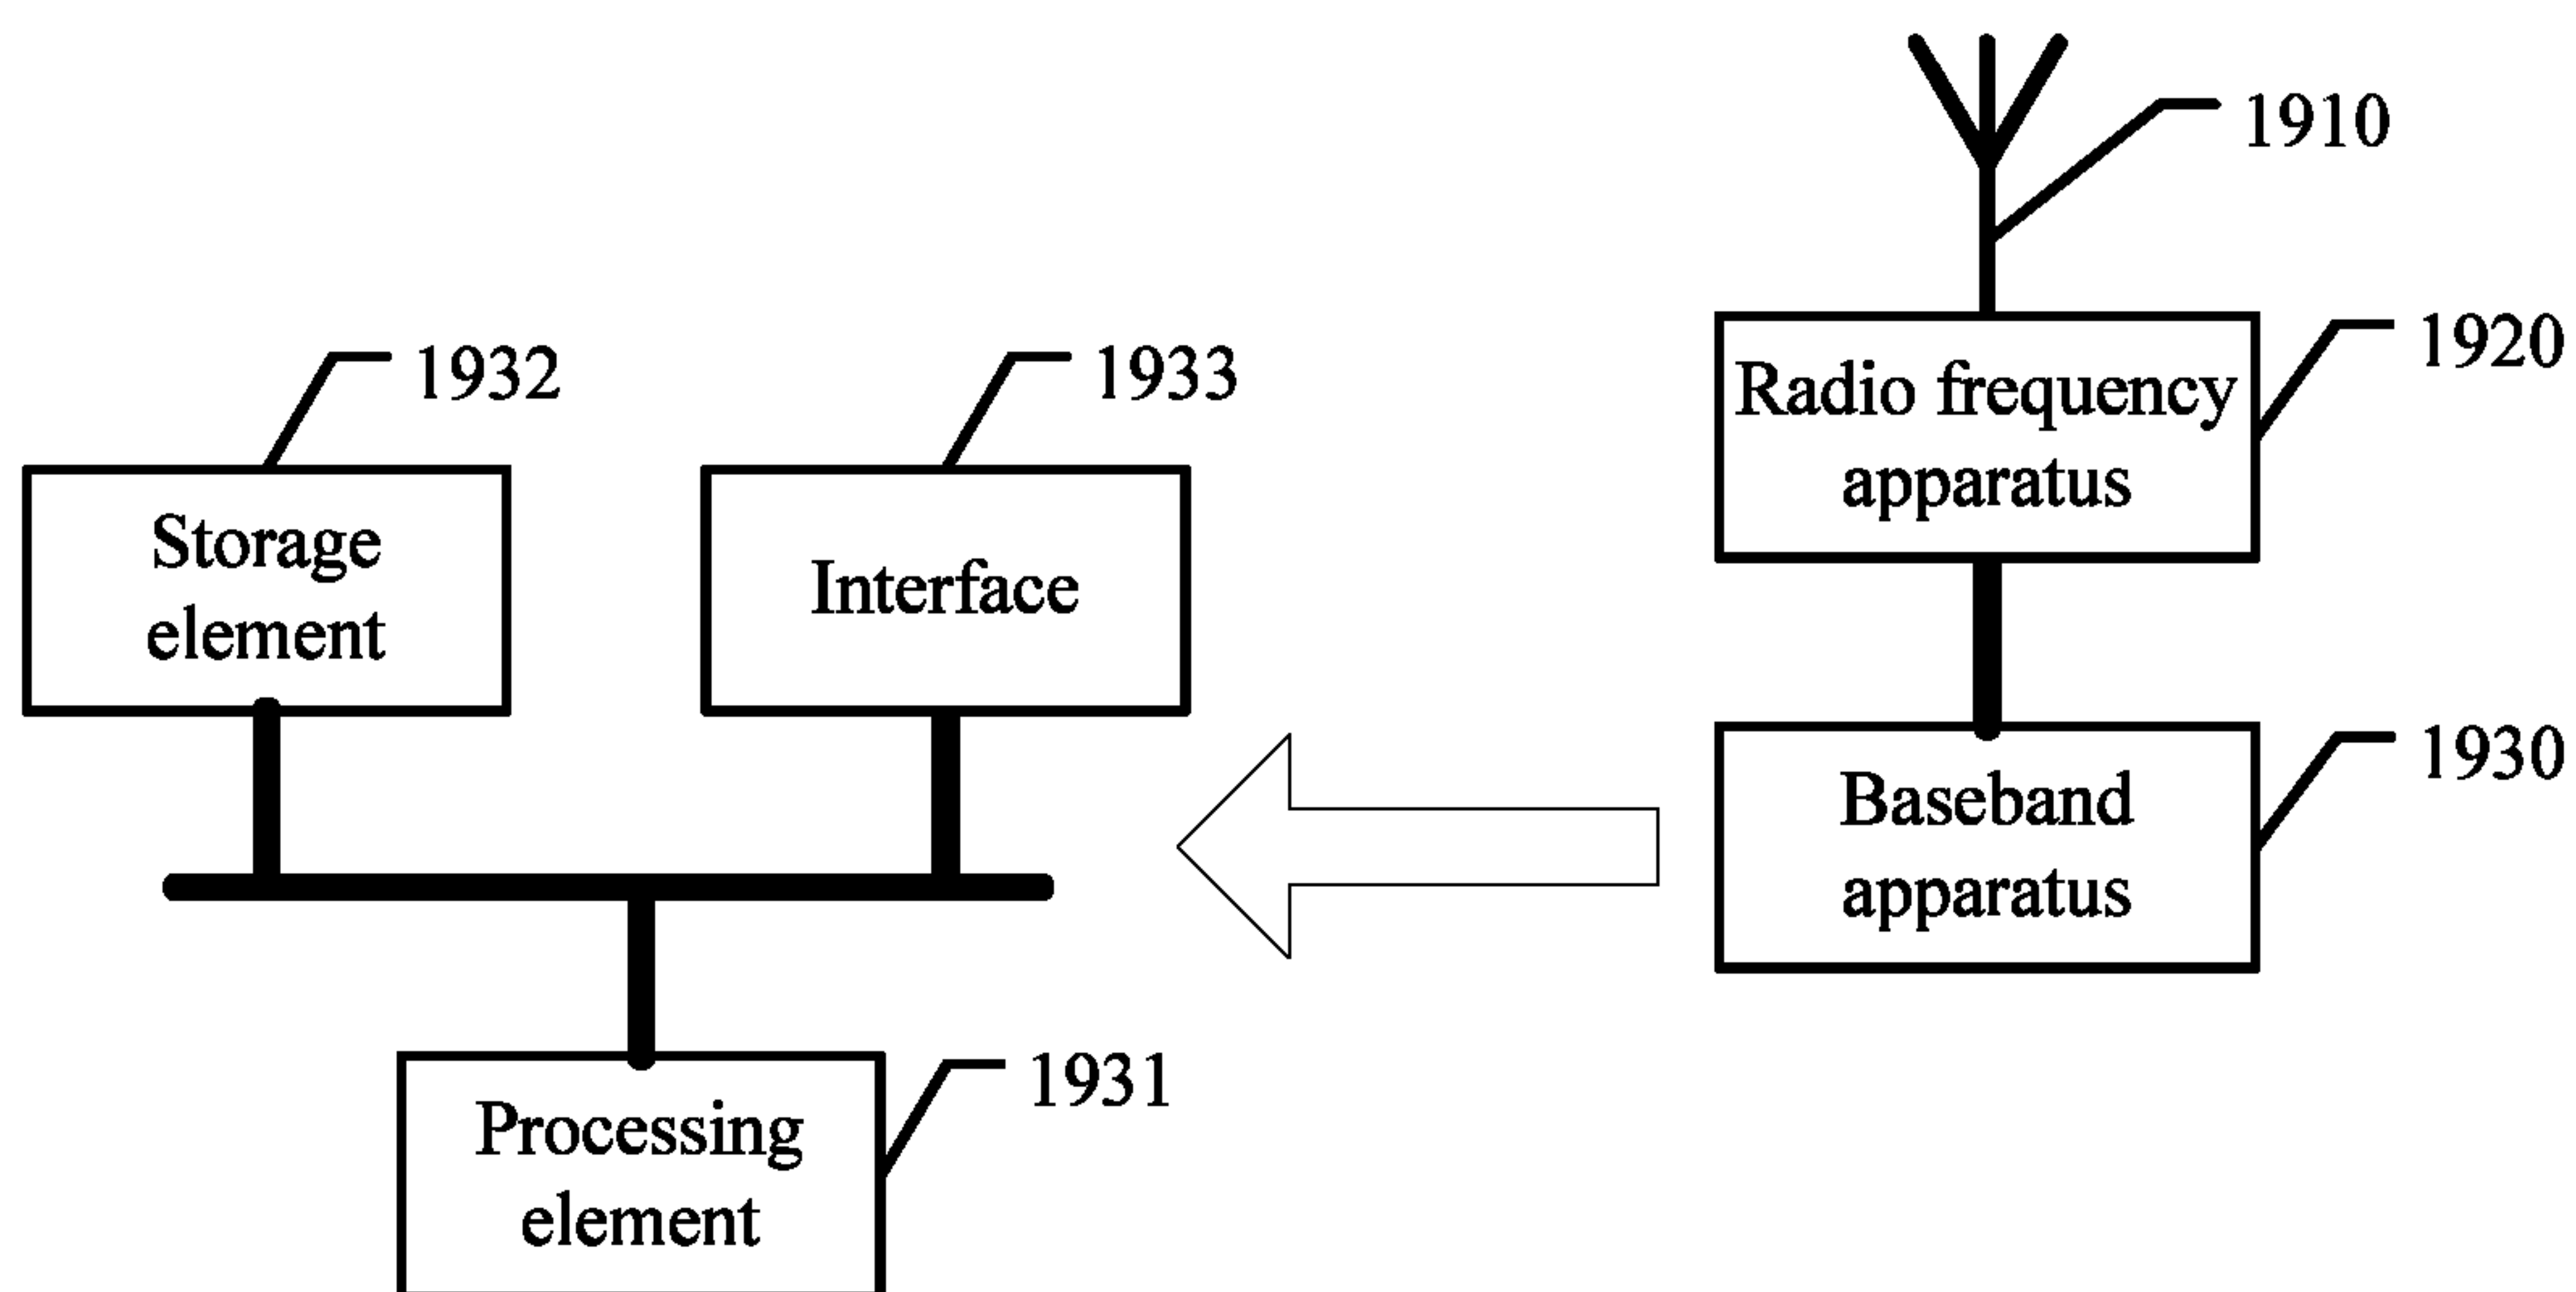 1910
1920
Radio frequency
apparatus
1932
1933
Storage
element
Interface
1930
Baseband
apparatus
1931
Processing
element